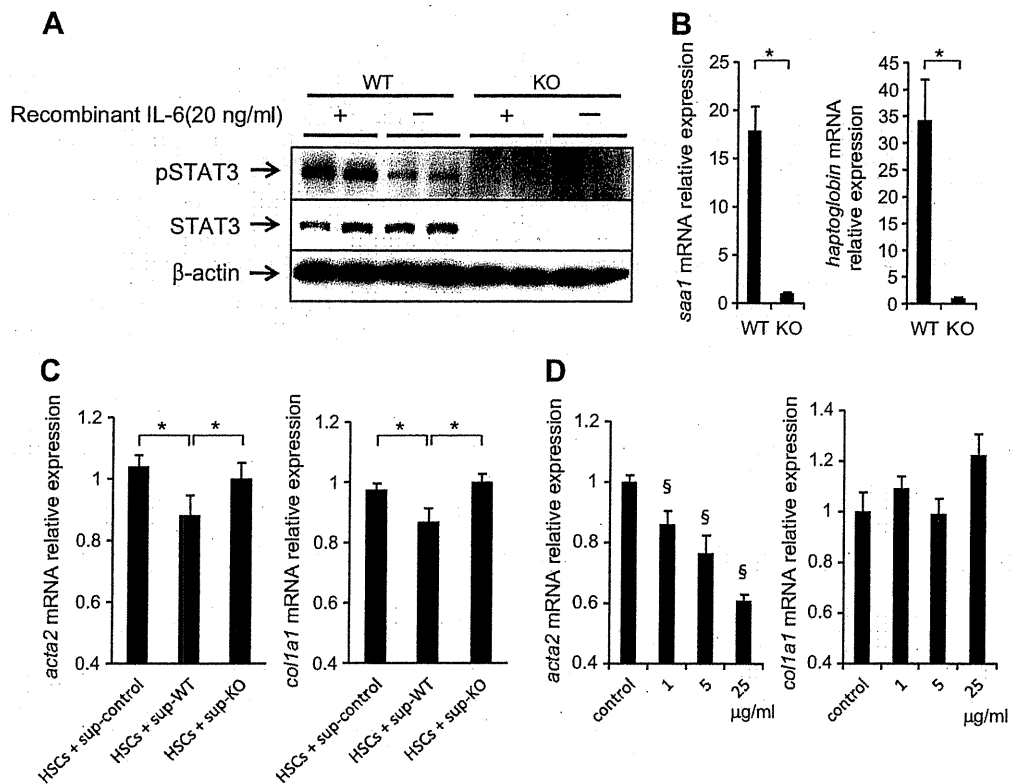 A
WT KO
Recombinant IL-6(20 ng/ml) + — + —
pSTAT3
STAT3
β-actin
B
saa1 mRNA relative expression
25
20
15
10
5
0
*
WT KO
haptoglobin mRNA
relative expression
45
40
35
30
25
20
15
10
5
0
*
WT KO
C
acta2 mRNA relative expression
1.2
1
0.8
0.6
0.4
* *
HSCs + sup-control
HSCs + sup-WT
HSCs + sup-KO
col1a1 mRNA relative expression
1.2
1
0.8
0.6
0.4
* *
HSCs + sup-control
HSCs + sup-WT
HSCs + sup-KO
D
acta2 mRNA relative expression
1.2
1
0.8
0.6
0.4
§
§
§
control 1 5 25
μg/ml
col1a1 mRNA relative expression
1.4
1.2
1.0
0.8
0.6
0.4
control 1 5 25
μg/ml